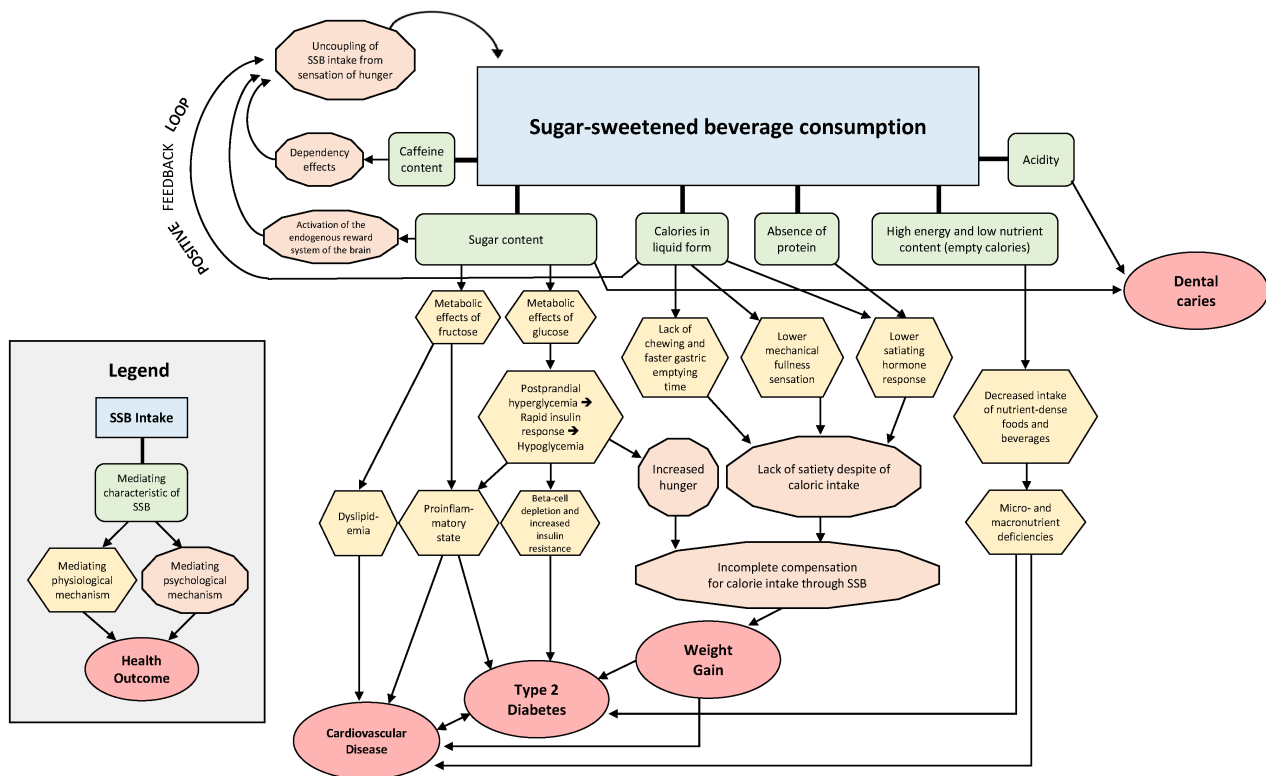 Uncoupling of
SSB intake from
sensation of hunger
Sugar-sweetened beverage consumption
POSITIVE FEEDBACK LOOP
Dependency
effects
Caffeine
content
Acidity
Activation of the
endogenous reward
system of the brain
Sugar content
Calories in
liquid form
Absence of
protein
High energy and low nutrient
content (empty calories)
Dental
caries
Metabolic
effects of
fructose
Metabolic
effects of
glucose
Lack of
chewing and
faster gastric
emptying
time
Lower
mechanical
fullness
sensation
Lower
satiating
hormone
response
Postprandial
hyperglycemia ➔
Rapid insulin
response ➔
Hypoglycemia
Decreased intake
of nutrient-dense
foods and
beverages
Increased
hunger
Lack of satiety despite of
caloric intake
Dyslipid-
emia
Proinflam-
matory
state
Beta-cell
depletion and
increased
insulin
resistance
Micro- and
macronutrient
deficiencies
Incomplete compensation
for calorie intake through SSB
Weight
Gain
Type 2
Diabetes
Cardiovascular
Disease
Legend
SSB Intake
Mediating
characteristic of
SSB
Mediating
physiological
mechanism
Mediating
psychological
mechanism
Health
Outcome